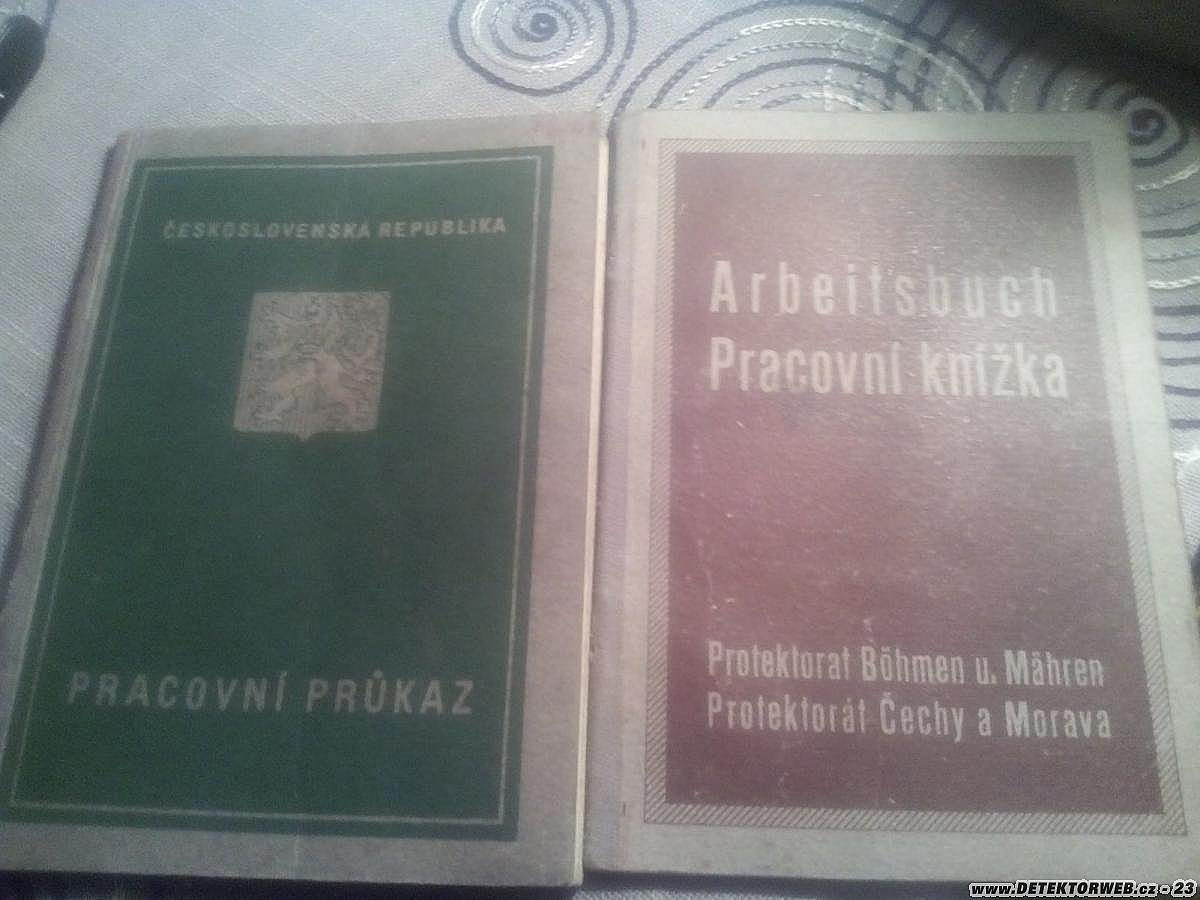 ČESKOSLOVENSKÁ REPUBLIKA
PRACOVNÍ PRŮKAZ
Arbeitsbuch
Pracovní knížka
Protektorat Böhmen u. Mähren
Protektorát Čechy a Morava
www.DETEKTORWEB.cz - 23